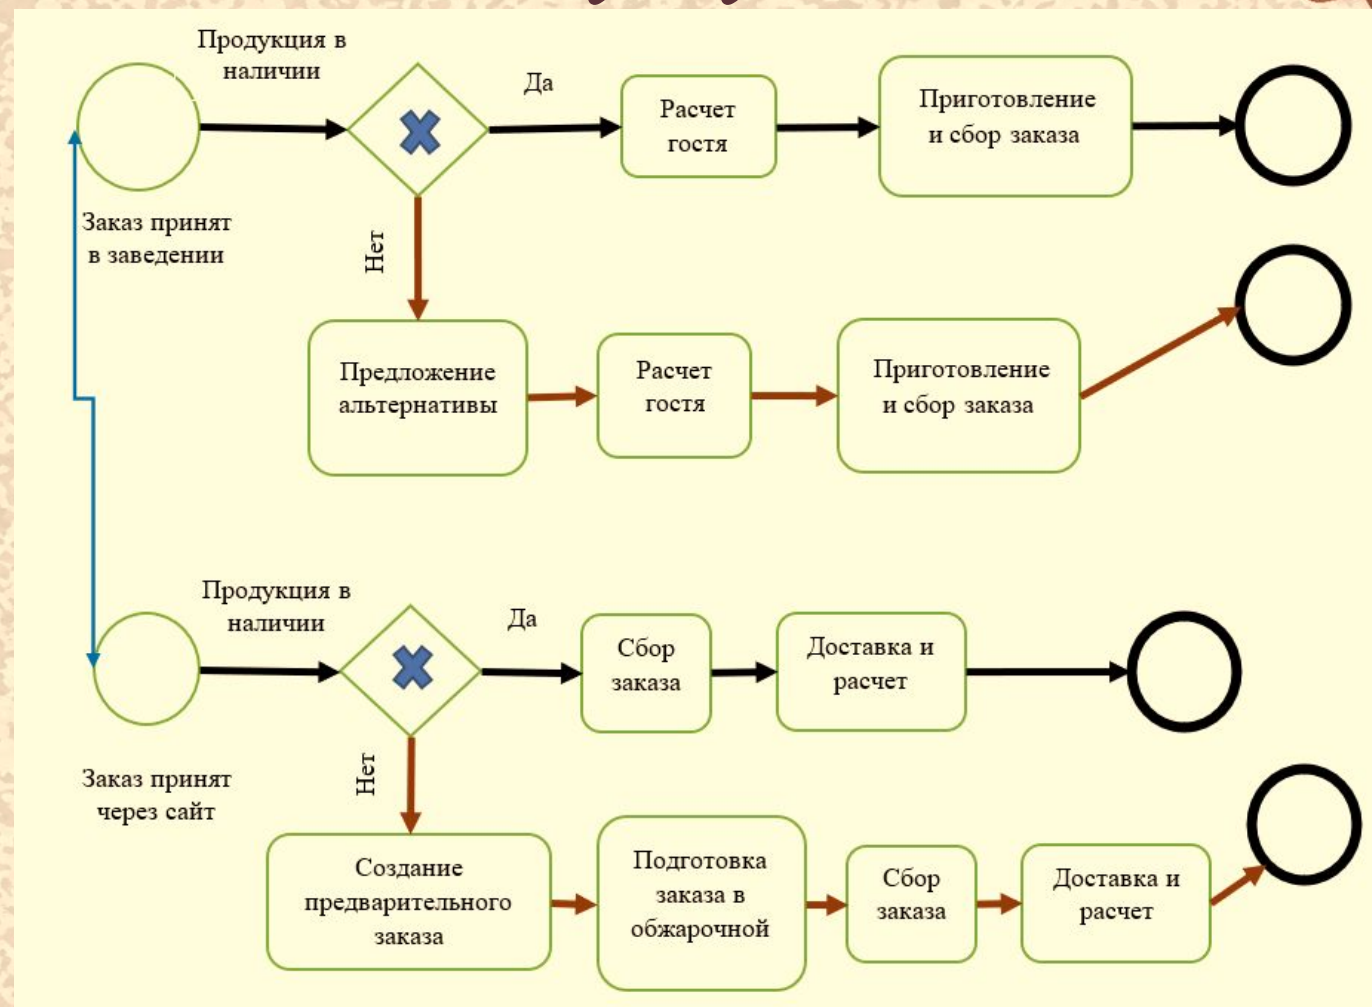 Продукция в
наличии
Да
Расчет
гостя
Приготовление
и сбор заказа
Заказ принят
в заведении
Нет
Предложение
альтернативы
Расчет
гостя
Приготовление
и сбор заказа
Продукция в
наличии
Да
Сбор
заказа
Доставка и
расчет
Заказ принят
через сайт
Нет
Создание
предварительного
заказа
Подготовка
заказа в
обжарочной
Сбор
заказа
Доставка и
расчет